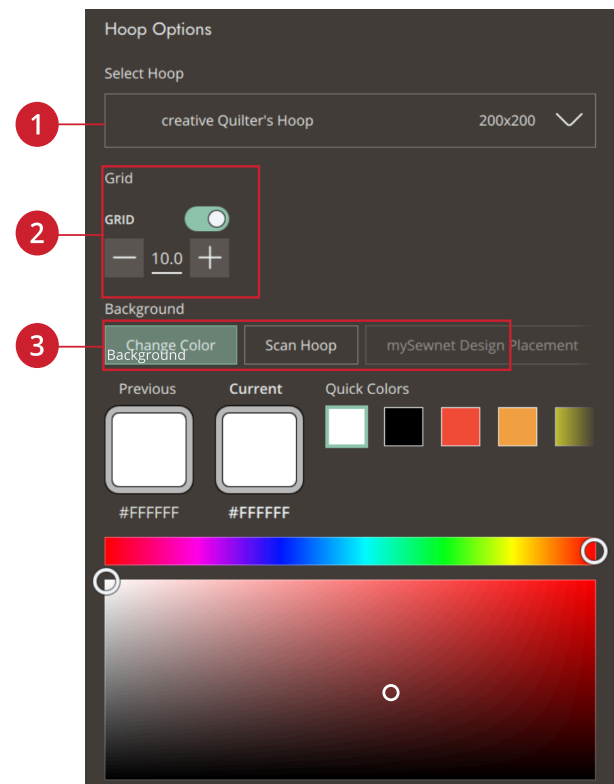 Hoop Options
Select Hoop
1
creative Quilter's Hoop 200x200
Grid
2
GRID
10.0
Background
3
Change Color Scan Hoop mySewnet Design Placement
Background
Previous Current Quick Colors
#FFFFFF #FFFFFF